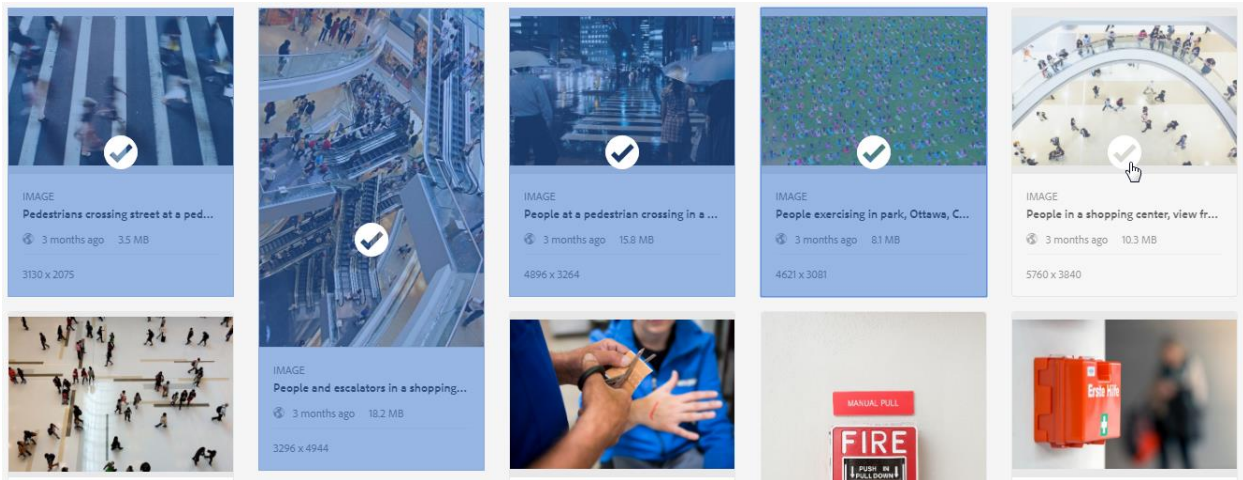 IMAGE
Pedestrians crossing street at a ped...
3 months ago 3.5 MB
3130 x 2075
IMAGE
People and escalators in a shopping...
3 months ago 18.2 MB
3296 x 4944
IMAGE
People at a pedestrian crossing in a ...
3 months ago 15.8 MB
4896 x 3264
IMAGE
People exercising in park, Ottawa, C...
3 months ago 8.1 MB
4621 x 3081
IMAGE
People in a shopping center, view fr...
3 months ago 10.3 MB
5760 x 3840
MANUAL PULL
FIRE
PUSH IN
PULL DOWN
Erste Hilfe